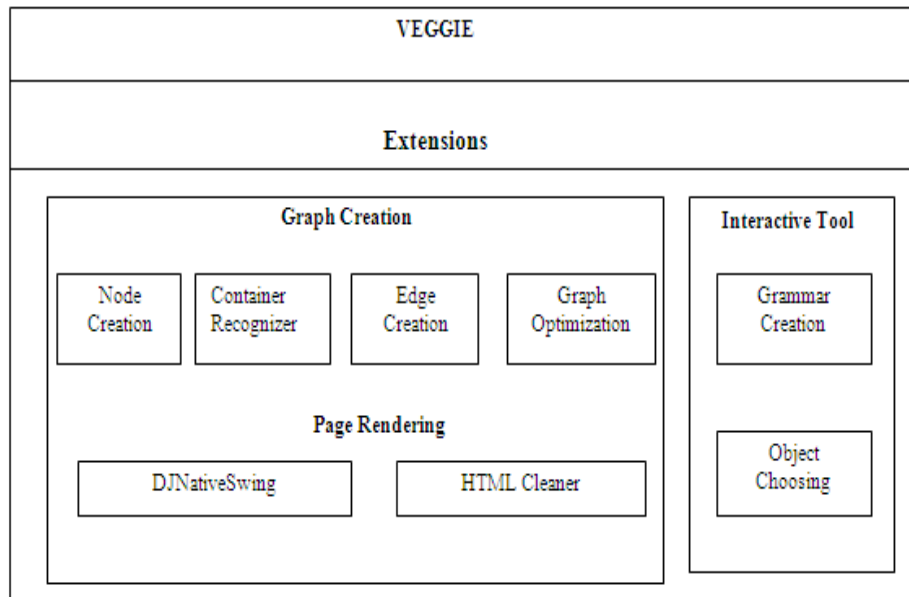 VEGGIE
Extensions
Graph Creation
Node
Creation
Container
Recognizer
Edge
Creation
Graph
Optimization
Page Rendering
DJNativeSwing
HTML Cleaner
Interactive Tool
Grammar
Creation
Object
Choosing